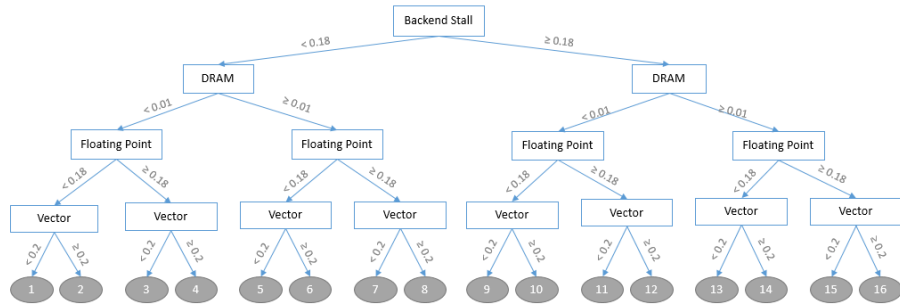 Backend Stall
< 0.18 ≥ 0.18
DRAM DRAM
< 0.01 ≥ 0.01 <0.01 ≥ 0.01
Floating Point Floating Point Floating Point Floating Point
< 0.18 ≥ 0.18 < 0.18 ≥ 0.18 < 0.18 ≥ 0.18 < 0.18 ≥ 0.18
Vector Vector Vector Vector Vector Vector Vector Vector
< 0.2 ≥ 0.2 < 0.2 ≥ 0.2 < 0.2 ≥ 0.2 < 0.2 ≥ 0.2 < 0.2 ≥ 0.2 < 0.2 ≥ 0.2 < 0.2 ≥ 0.2 < 0.2 ≥ 0.2
1 2 3 4 5 6 7 8 9 10 11 12 13 14 15 16